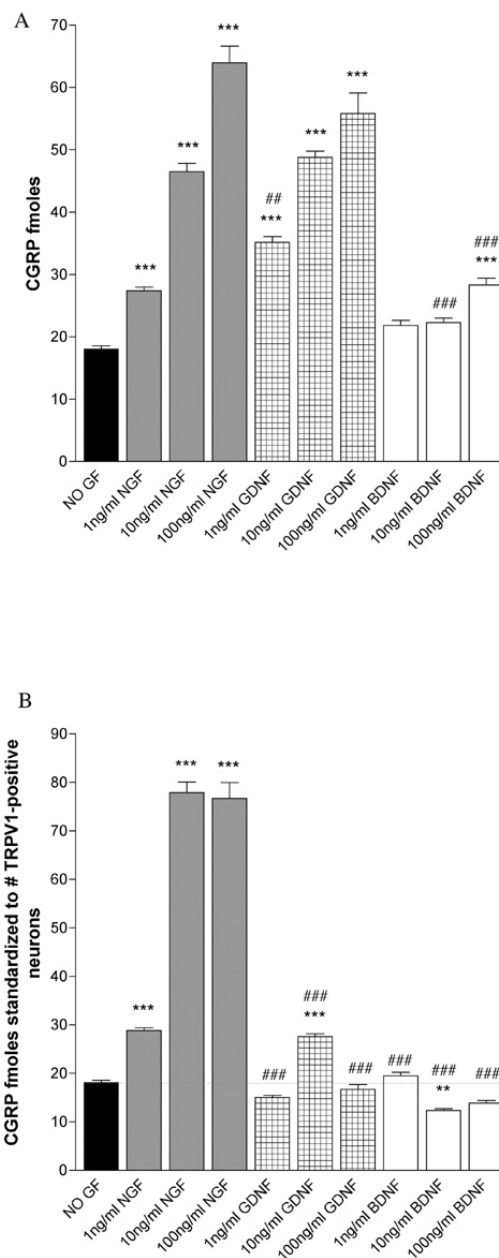 A
CGRP fmoles
70
60
50
40
30
20
10
0
***
***
***
##
***
***
***
###
###
***
NO GF
1ng/ml NGF
10ng/ml NGF
100ng/ml NGF
1ng/ml GDNF
10ng/ml GDNF
100ng/ml GDNF
1ng/ml BDNF
10ng/ml BDNF
100ng/ml BDNF
B
CGRP fmoles standardized to # TRPV1-positive
neurons
90
80
70
60
50
40
30
20
10
0
***
***
***
###
###
***
###
###
###
**
###
NO GF
1ng/ml NGF
10ng/ml NGF
100ng/ml NGF
1ng/ml GDNF
10ng/ml GDNF
100ng/ml GDNF
1ng/ml BDNF
10ng/ml BDNF
100ng/ml BDNF